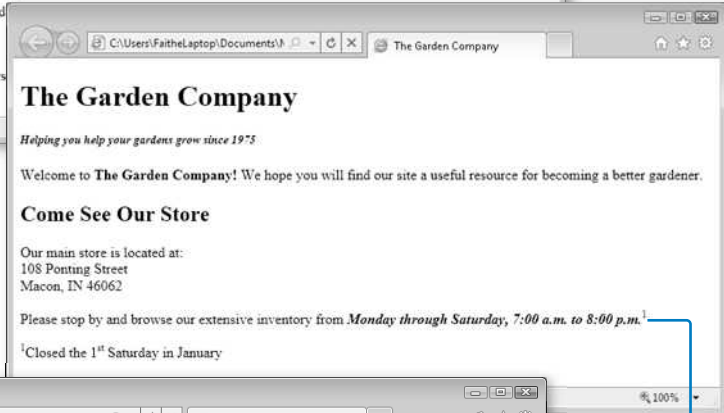 C:\Users\FaitheLaptop\Documents\
The Garden Company
The Garden Company
Helping you help your gardens grow since 1975
Welcome to The Garden Company! We hope you will find our site a useful resource for becoming a better gardener.
Come See Our Store
Our main store is located at:
108 Ponting Street
Macon, IN 46062
Please stop by and browse our extensive inventory from Monday through Saturday, 7:00 a.m. to 8:00 p.m.¹
¹Closed the 1ˢᵗ Saturday in January
100%